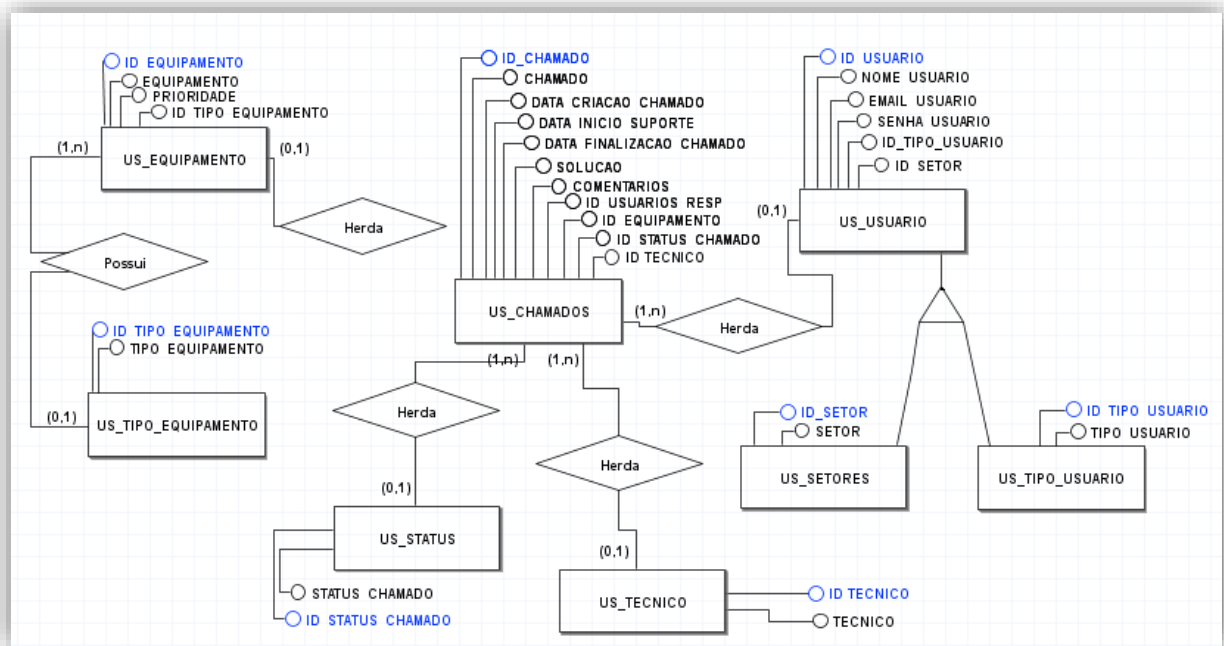 ID EQUIPAMENTO
EQUIPAMENTO
PRIORIDADE
ID TIPO EQUIPAMENTO
(1,n)
US_EQUIPAMENTO
(0,1)
Herda
Possui
ID TIPO EQUIPAMENTO
TIPO EQUIPAMENTO
(0,1)
US_TIPO_EQUIPAMENTO
ID_CHAMADO
CHAMADO
DATA CRIACAO CHAMADO
DATA INICIO SUPORTE
DATA FINALIZACAO CHAMADO
SOLUCAO
COMENTARIOS
ID USUARIOS RESP
ID EQUIPAMENTO
ID STATUS CHAMADO
ID TECNICO
US_CHAMADOS
(1,n)
(1,n)
(1,n)
Herda
Herda
Herda
(0,1)
US_STATUS
STATUS CHAMADO
ID STATUS CHAMADO
(0,1)
US_TECNICO
ID TECNICO
TECNICO
ID USUARIO
NOME USUARIO
EMAIL USUARIO
SENHA USUARIO
ID_TIPO_USUARIO
ID SETOR
(0,1)
US_USUARIO
ID_SETOR
SETOR
US_SETORES
ID TIPO USUARIO
TIPO USUARIO
US_TIPO_USUARIO